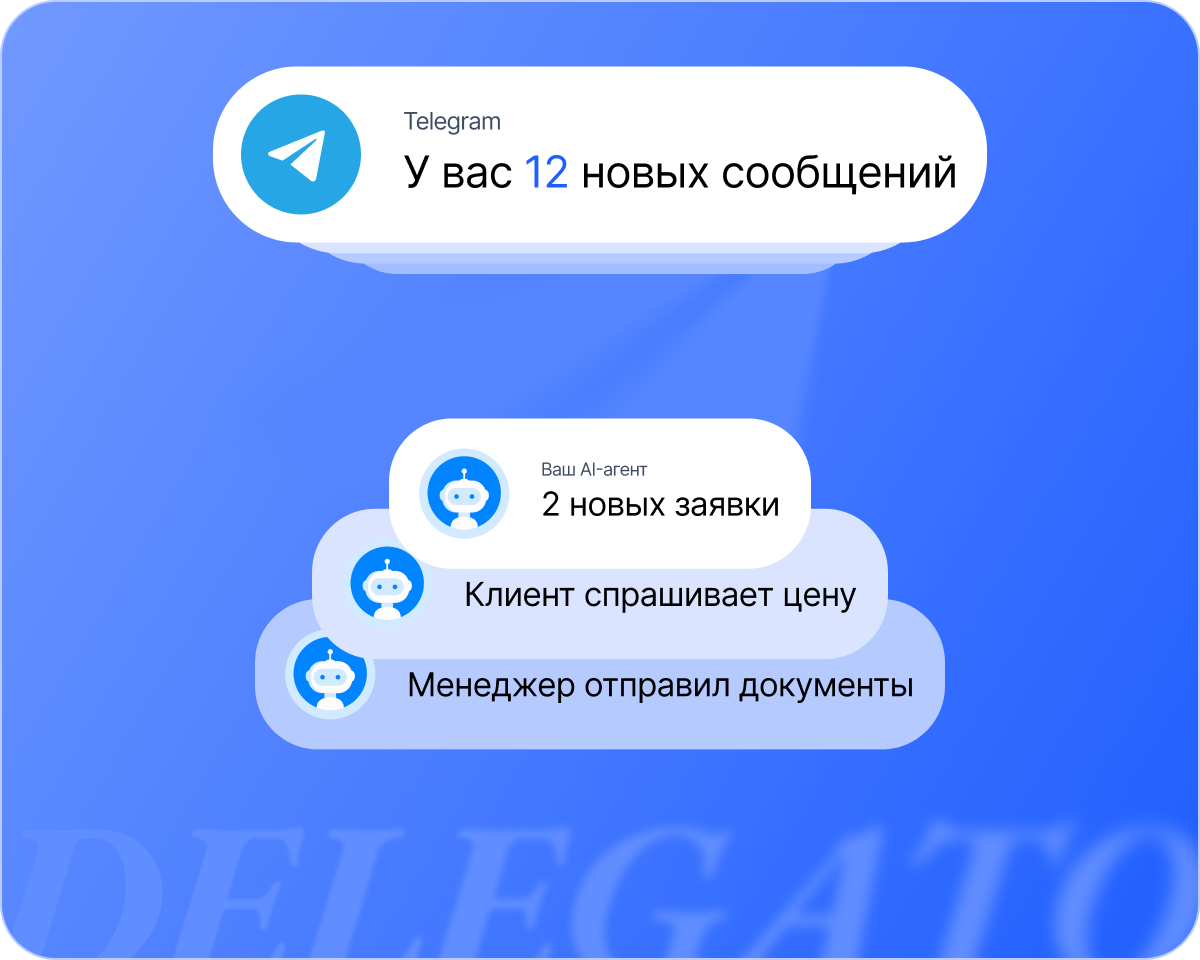 Telegram
У вас 12 новых сообщений
Ваш AI-агент
2 новых заявки
Клиент спрашивает цену
Менеджер отправил документы
DELEGATO